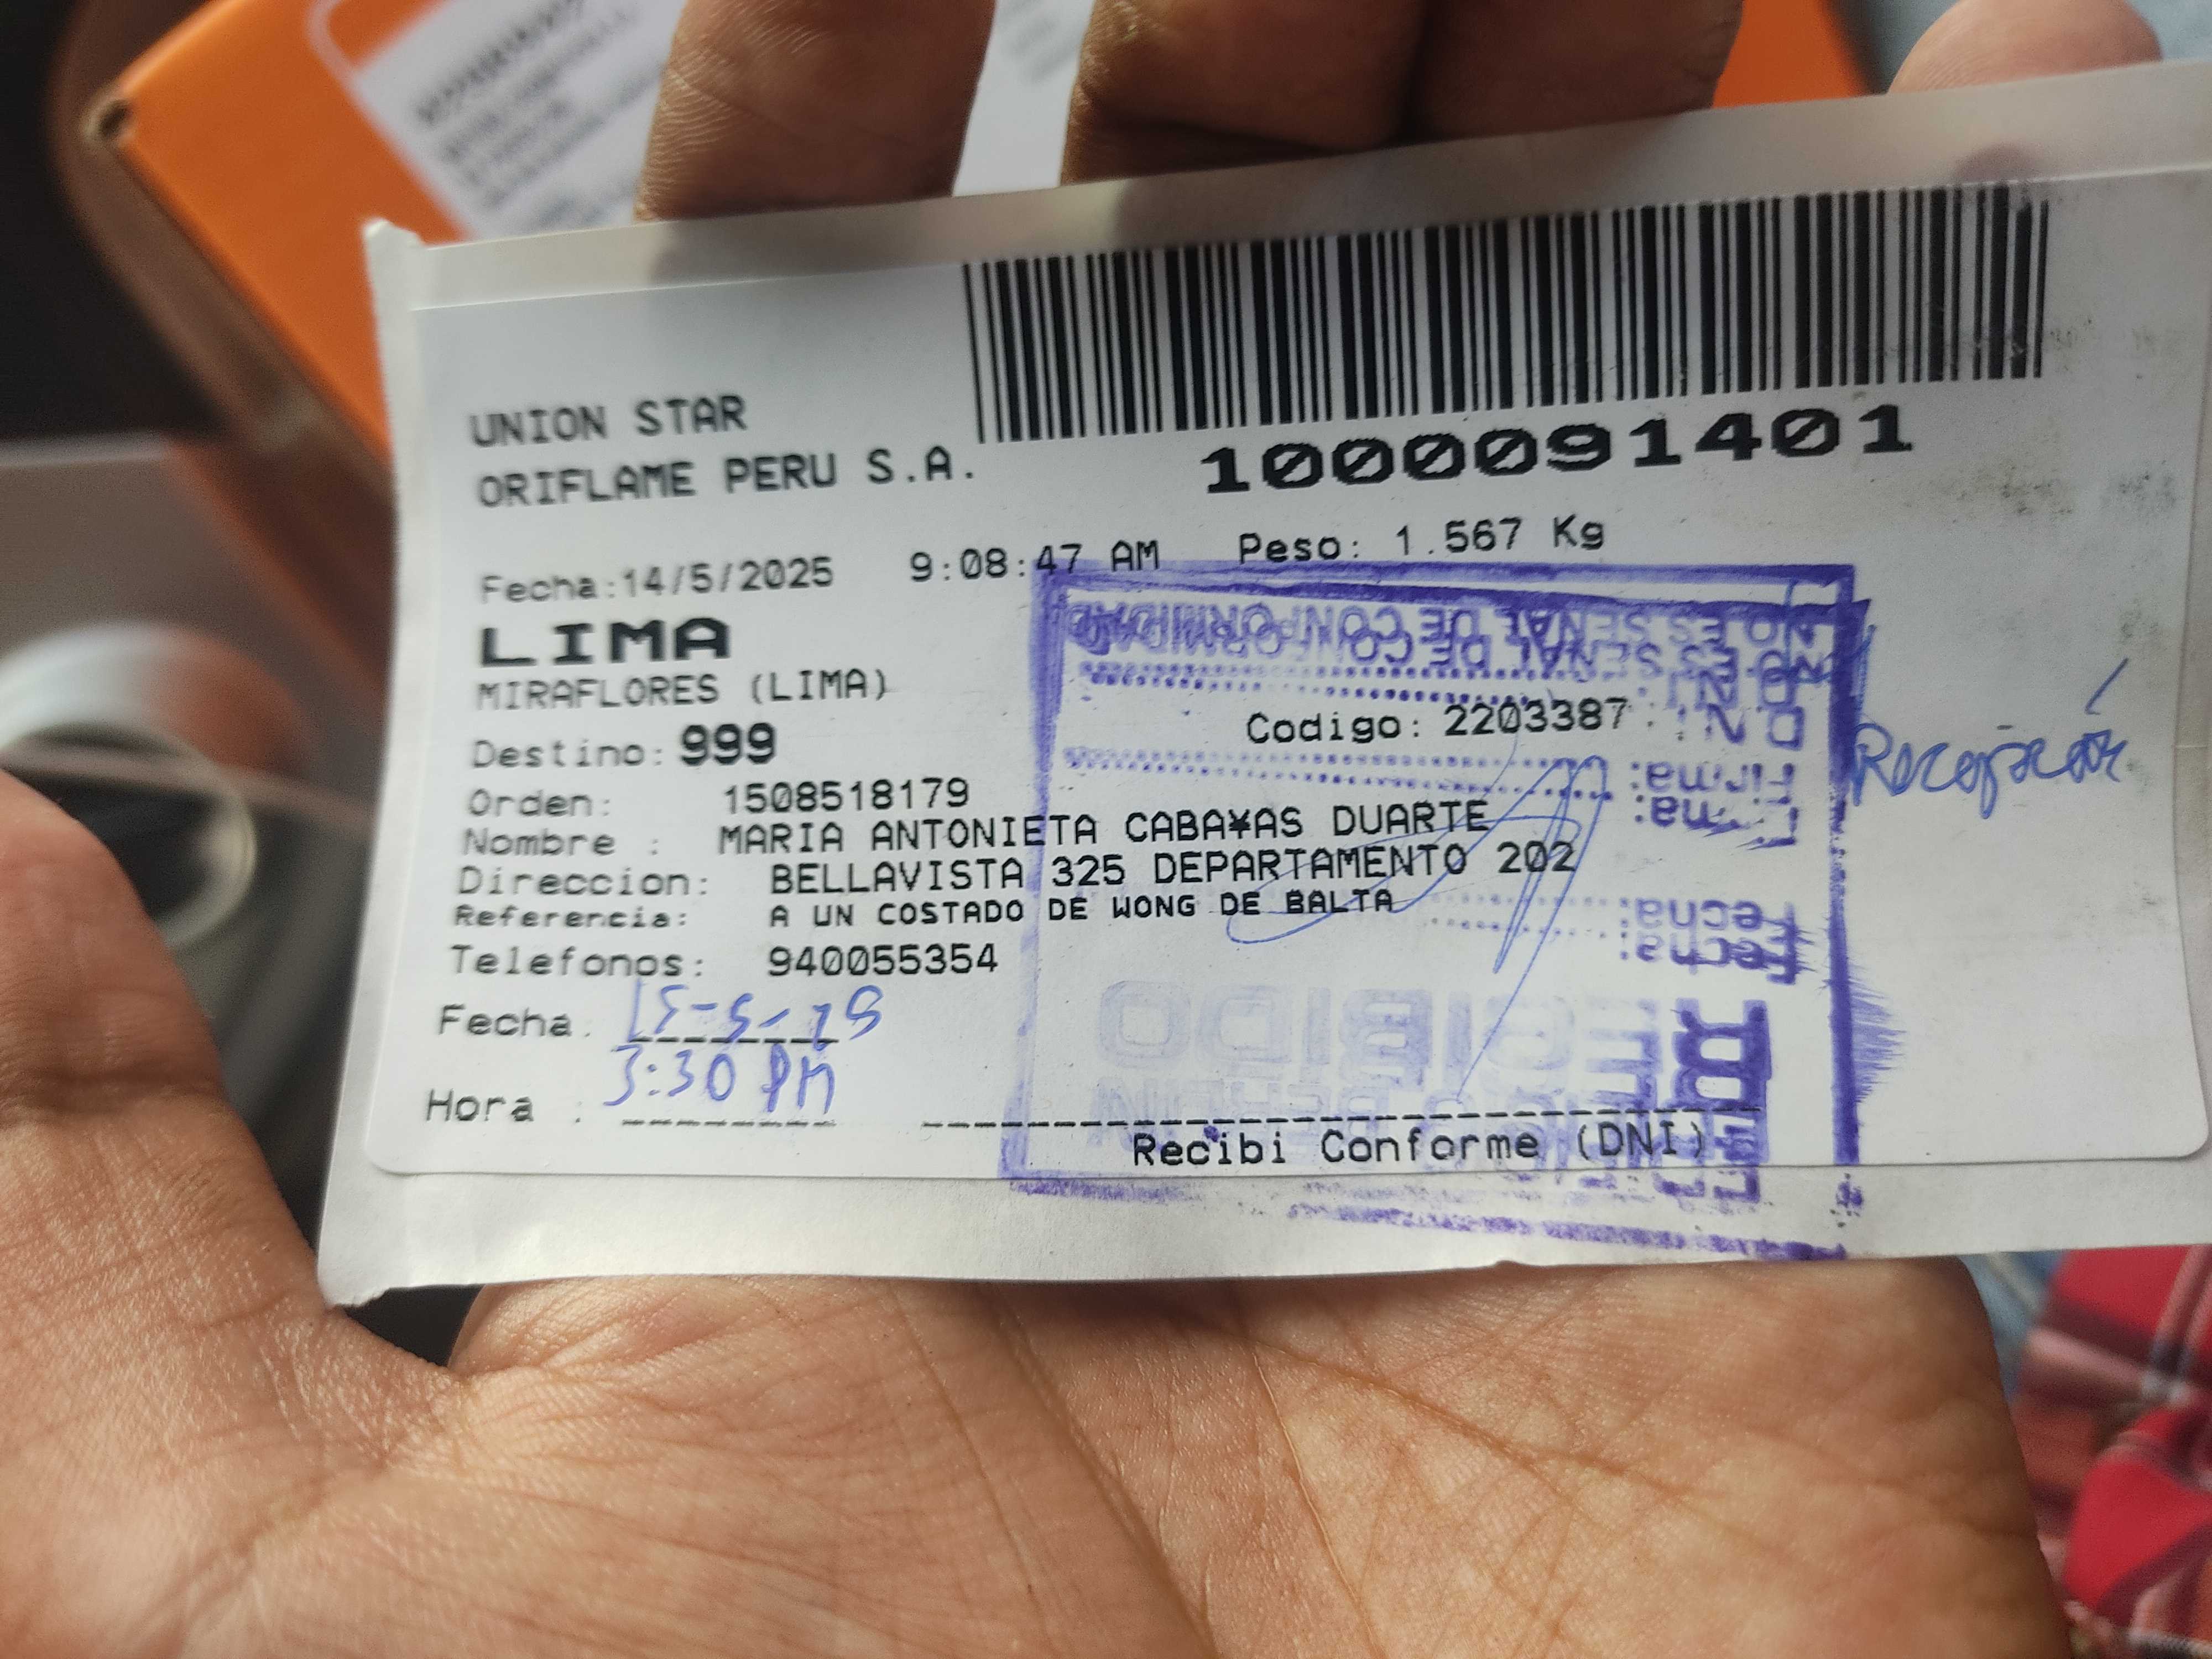 UNION STAR
ORIFLAME PERU S.A.
1000091401
Fecha:14/5/2025 9:08:47 AM Peso: 1.567 Kg
LIMA
MIRAFLORES (LIMA)
Destino: 999 Codigo: 2203387
Orden: 1508518179
Nombre : MARIA ANTONIETA CABA¥AS DUARTE
Direccion: BELLAVISTA 325 DEPARTAMENTO 202
Referencia: A UN COSTADO DE WONG DE BALTA
Telefonos: 940055354
Fecha:
Hora : 3:30 PM
Recibi Conforme (DNI)
Recepción
NO ES SEÑAL DE CONFORMIDAD
D.N.I.:
Firma:
Fecha:
RECIBIDO